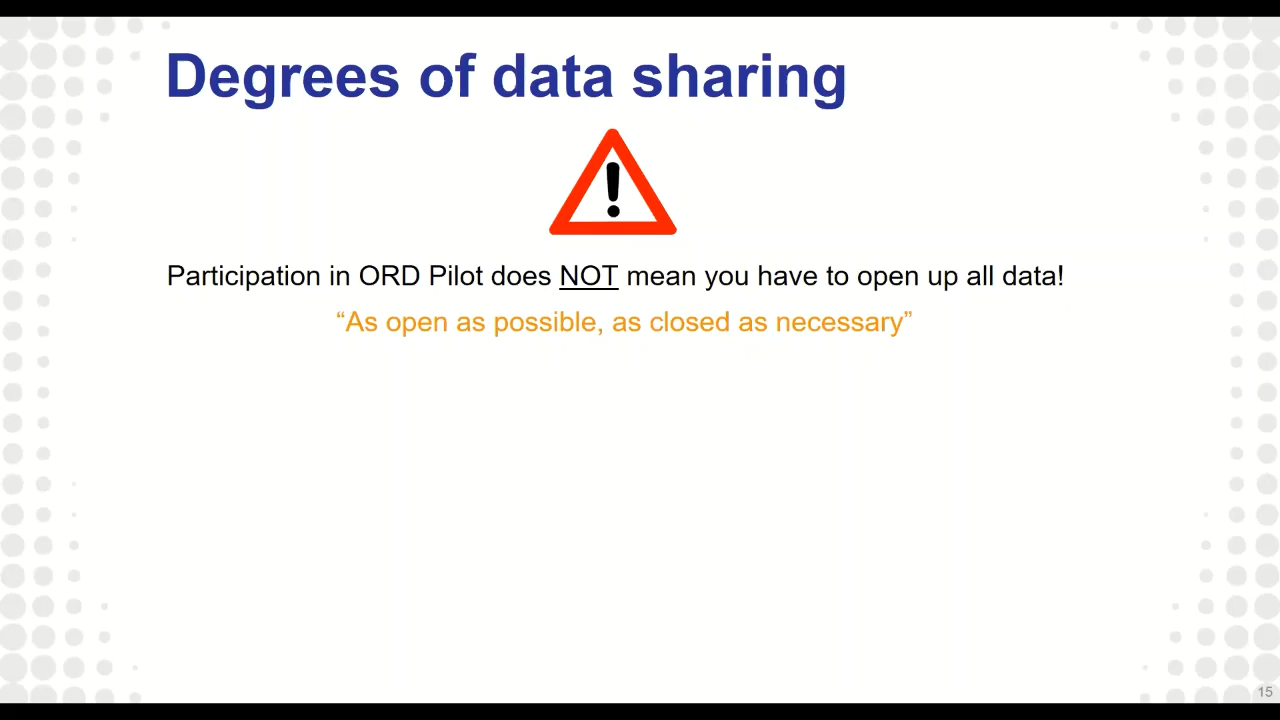 Degrees of data sharing
Participation in ORD Pilot does NOT mean you have to open up all data!
“As open as possible, as closed as necessary”
15